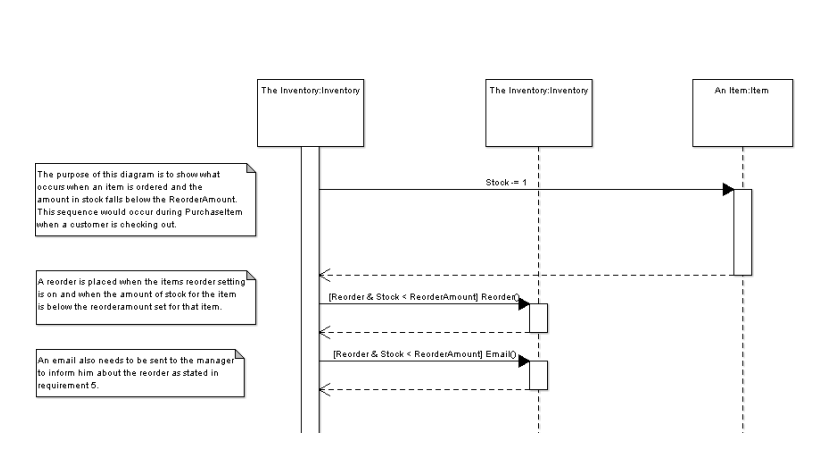 The Inventory:Inventory
The Inventory:Inventory
An Item:Item
The purpose of this diagram is to show what
occurs when an item is ordered and the
amount in stock falls below the ReorderAmount.
This sequence would occur during PurchaseItem
when a customer is checking out.
Stock -= 1
A reorder is placed when the items reorder setting
is on and when the amount of stock for the item
is below the reorderamount set for that item.
[Reorder & Stock < ReorderAmount] Reorder()
An email also needs to be sent to the manager
to inform him about the reorder as stated in
requirement 5.
[Reorder & Stock < ReorderAmount] Email()